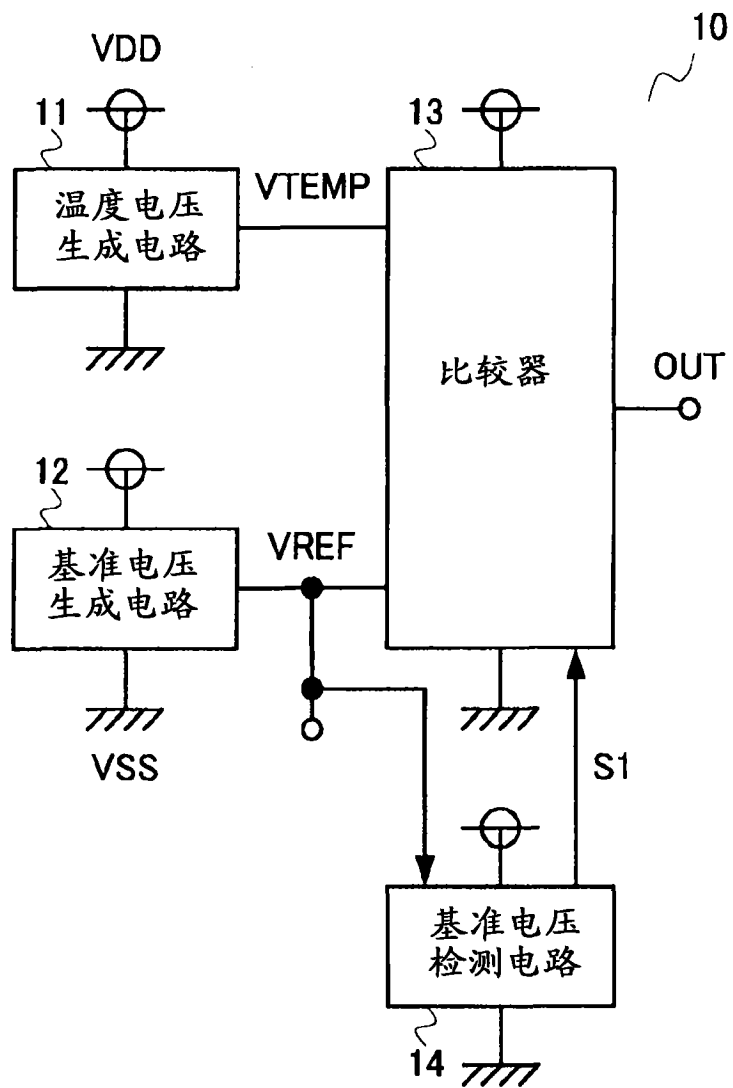 10
VDD
11
13
温度电压
生成电路
VTEMP
比较器
OUT
12
VREF
基准电压
生成电路
VSS
S1
基准电压
检测电路
14